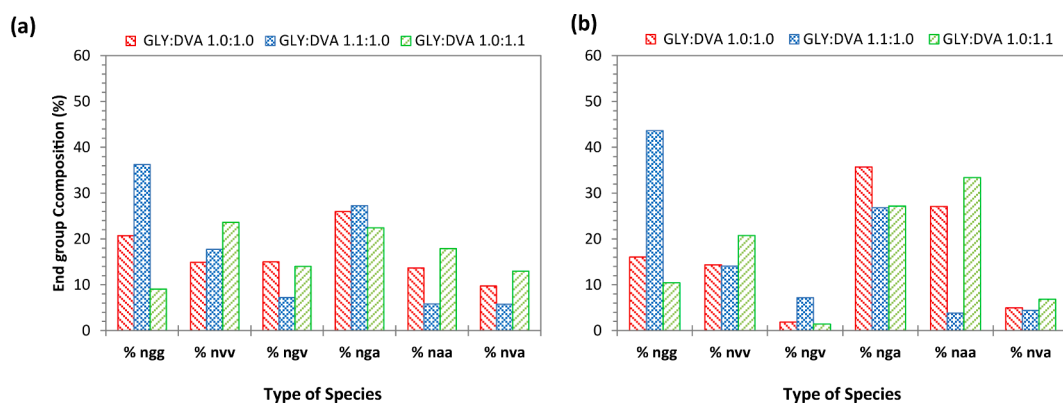 (a)
GLY:DVA 1.0:1.0 GLY:DVA 1.1:1.0 GLY:DVA 1.0:1.1
60
50
40
30
20
10
0
End group Ccomposition (%)
% ngg % nvv % ngv % nga % naa % nva
Type of Species
(b)
GLY:DVA 1.0:1.0 GLY:DVA 1.1:1.0 GLY:DVA 1.0:1.1
60
50
40
30
20
10
0
% ngg % nvv % ngv % nga % naa % nva
Type of Species